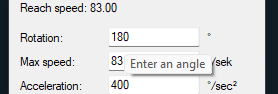 Reach speed: 83.00
Rotation: 180 °
Max speed: 83 /sek
Enter an angle
Acceleration: 400 °/sec²